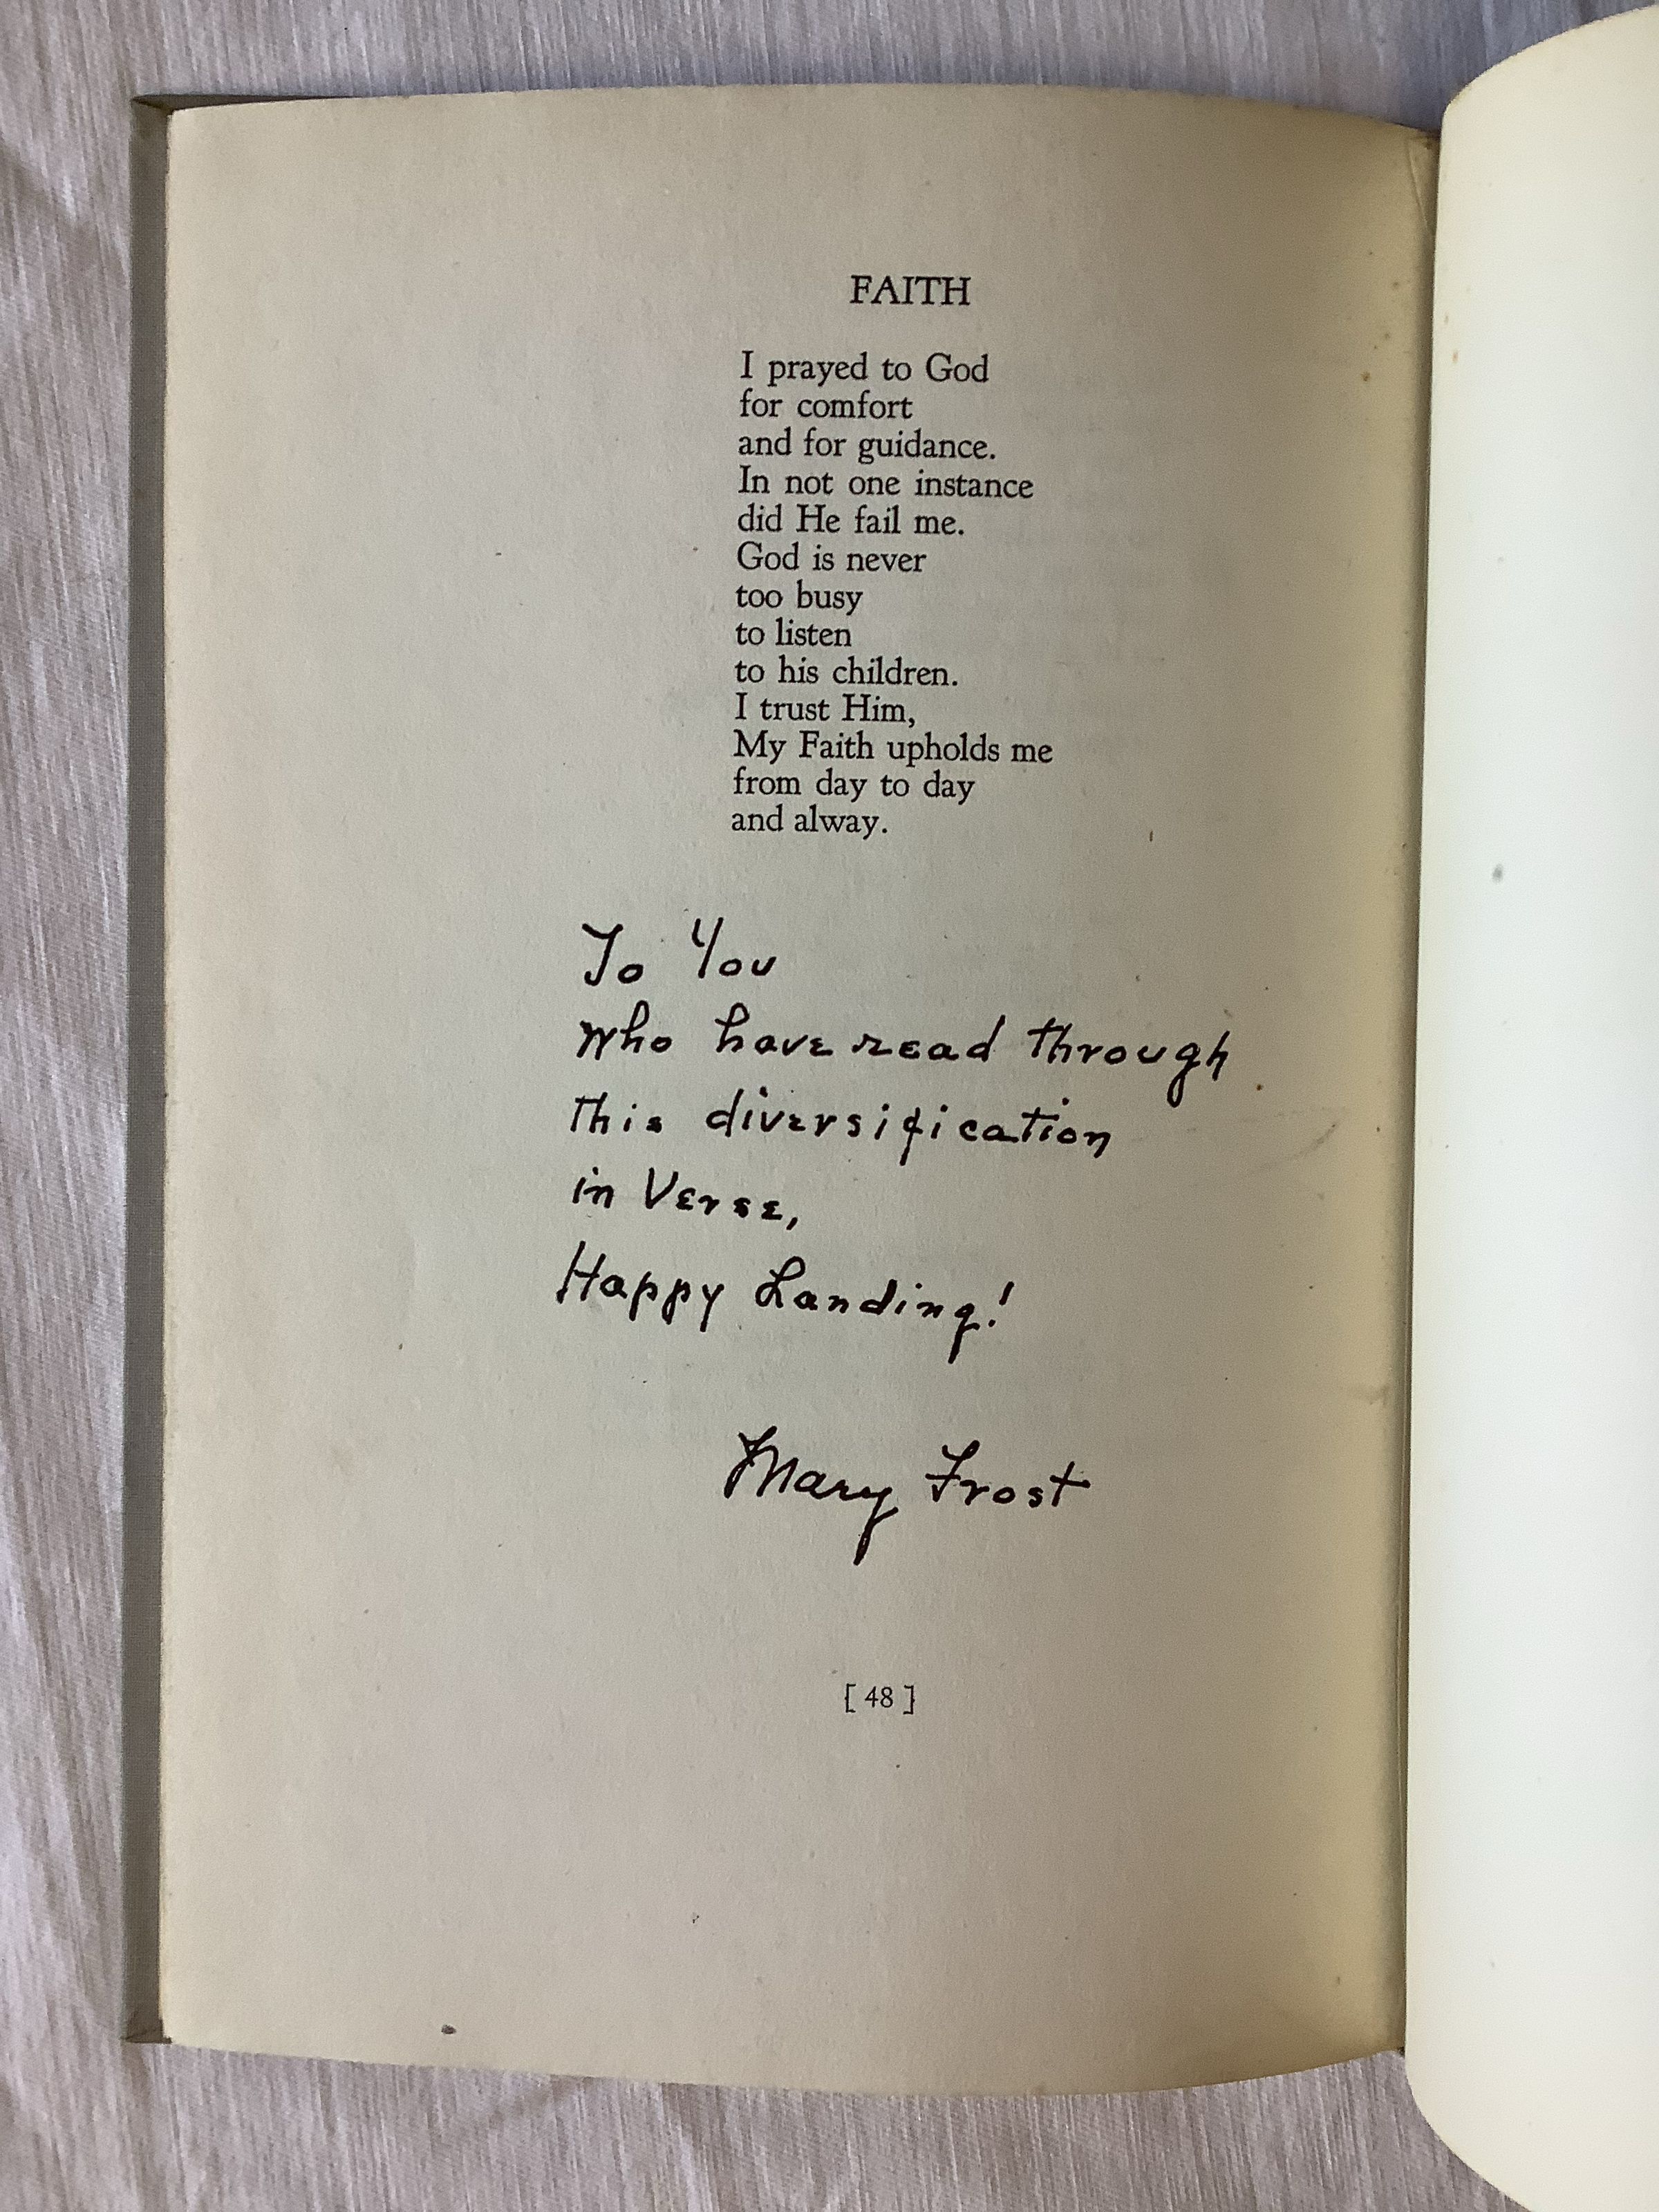 FAITH
I prayed to God
for comfort
and for guidance.
In not one instance
did He fail me.
God is never
too busy
to listen
to his children.
I trust Him,
My Faith upholds me
from day to day
and alway.
To You
Who have read through
this diversification
in Verse,
Happy Landing!
Mary Frost
[ 48 ]